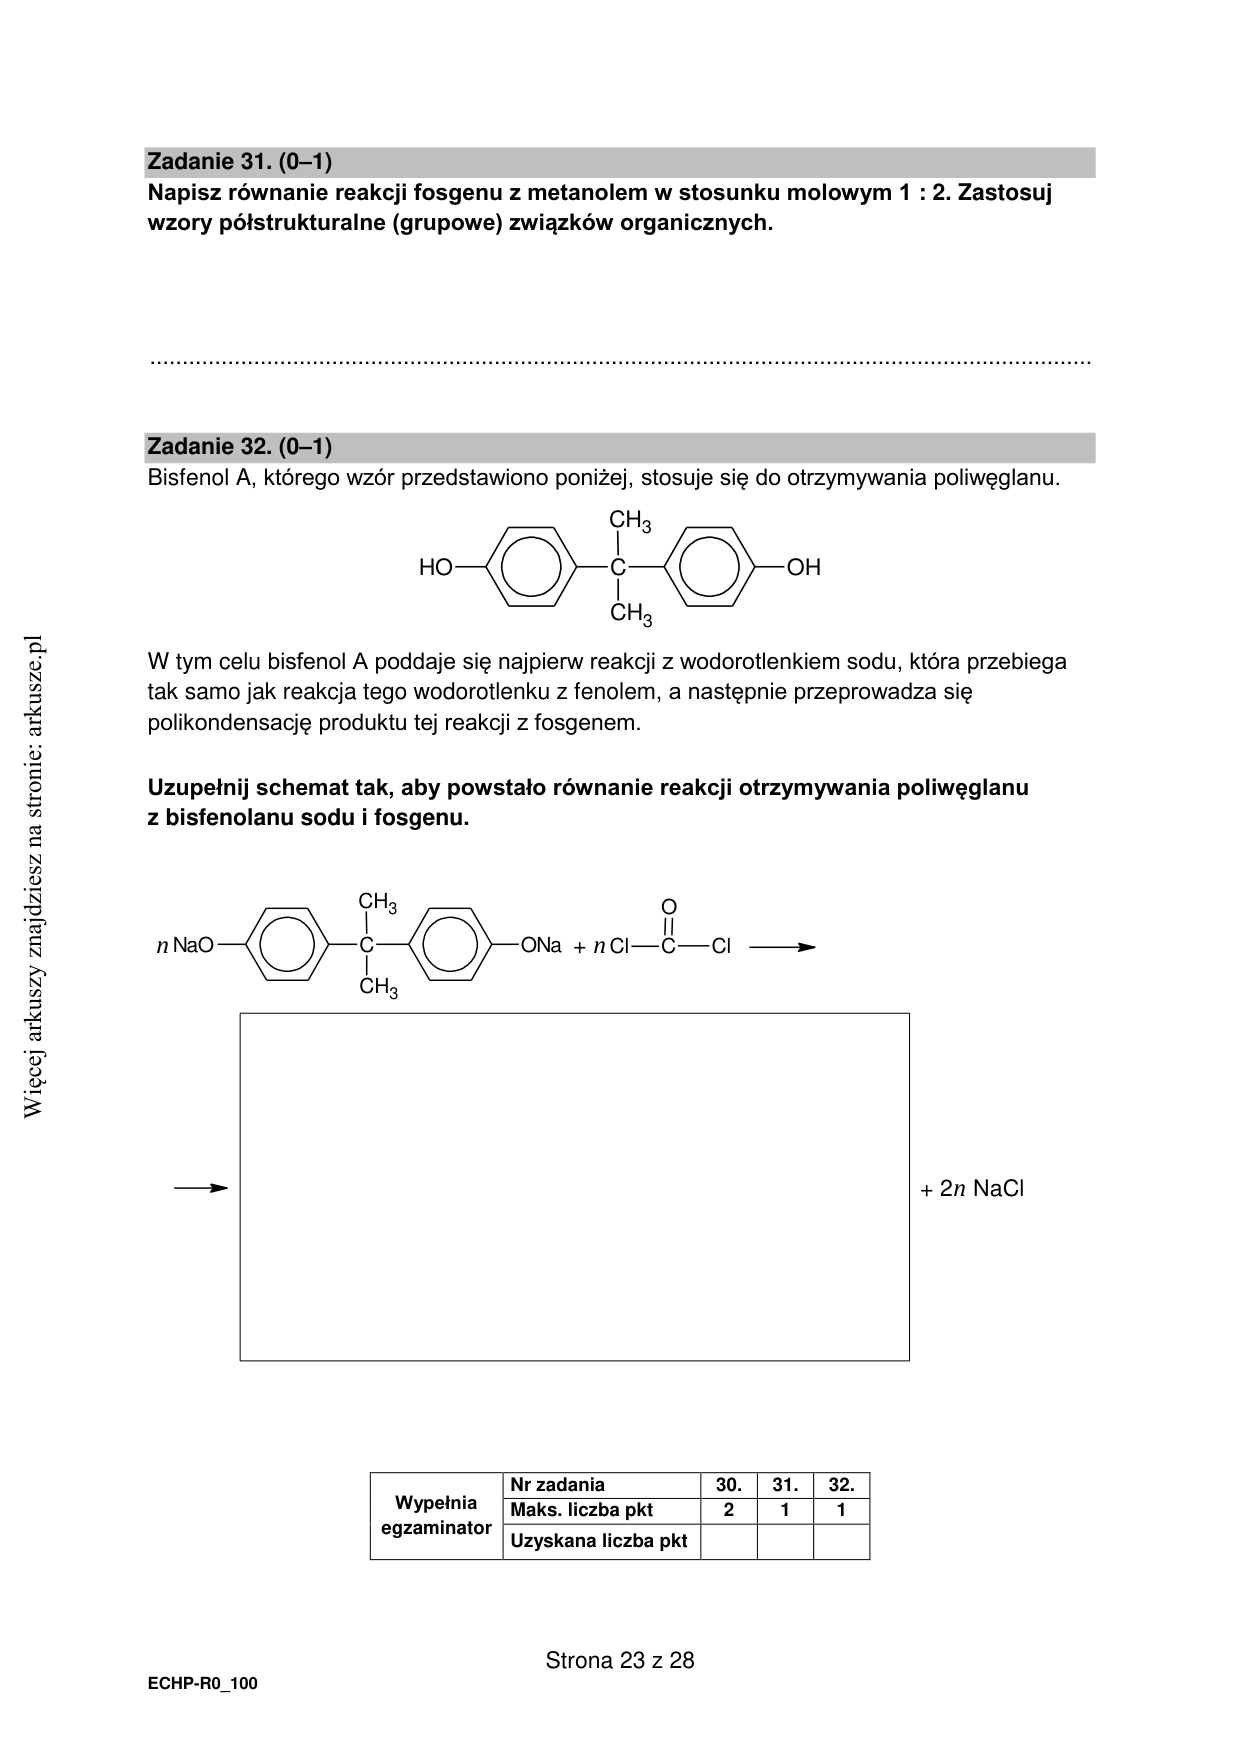 Zadanie 31. (0–1)
Napisz równanie reakcji fosgenu z metanolem w stosunku molowym 1 : 2. Zastosuj
wzory półstrukturalne (grupowe) związków organicznych.
............................................................................................................................................
Zadanie 32. (0–1)
Bisfenol A, którego wzór przedstawiono poniżej, stosuje się do otrzymywania poliwęglanu.
CH3
HO C OH
CH3
W tym celu bisfenol A poddaje się najpierw reakcji z wodorotlenkiem sodu, która przebiega
tak samo jak reakcja tego wodorotlenku z fenolem, a następnie przeprowadza się
polikondensację produktu tej reakcji z fosgenem.
Uzupełnij schemat tak, aby powstało równanie reakcji otrzymywania poliwęglanu
z bisfenolanu sodu i fosgenu.
CH3 O
n NaO C ONa + n Cl C Cl
CH3
+ 2n NaCl
Wypełnia egzaminator
Nr zadania 30. 31. 32.
Maks. liczba pkt 2 1 1
Uzyskana liczba pkt
Strona 23 z 28
ECHP-R0_100
Więcej arkuszy znajdziesz na stronie: arkusze.pl